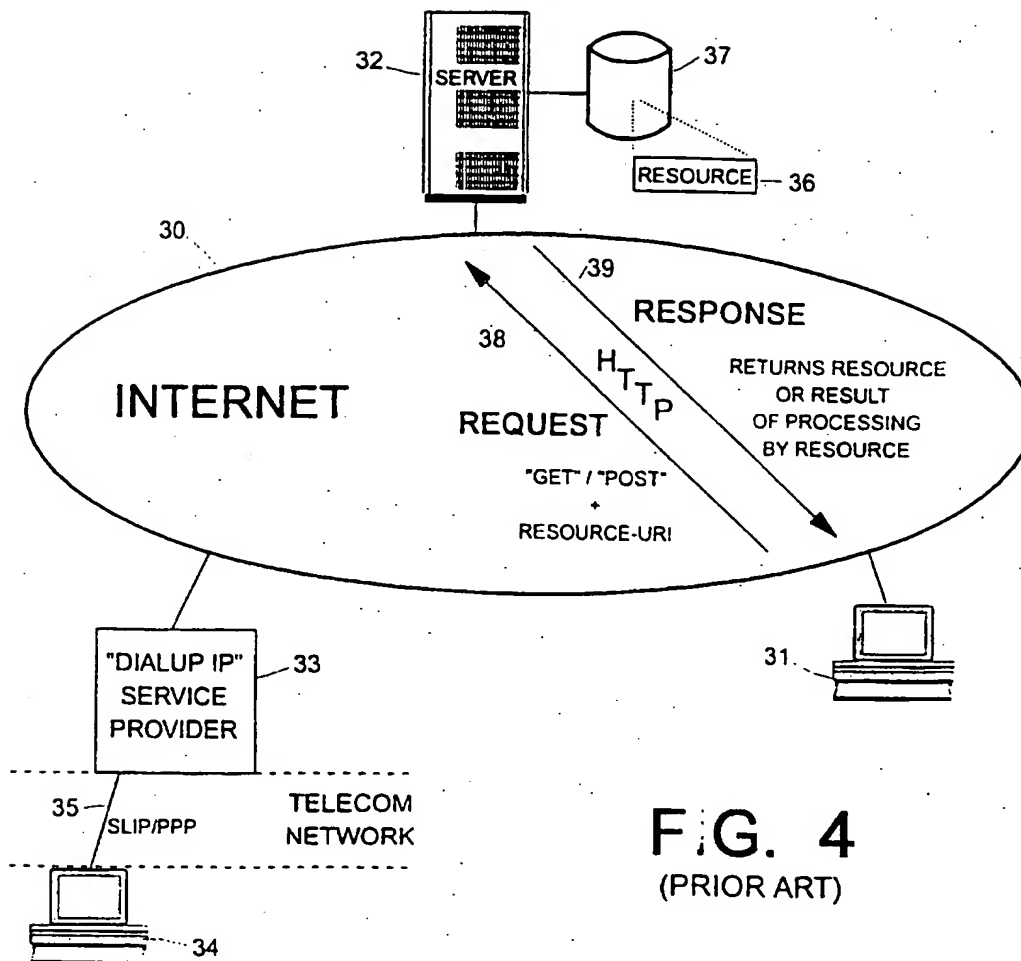 32
SERVER
37
RESOURCE
36
30
39
RESPONSE
38
HTTP
RETURNS RESOURCE
OR RESULT
OF PROCESSING
BY RESOURCE
INTERNET
REQUEST
"GET" / "POST"
+
RESOURCE-URI
"DIALUP IP"
SERVICE
PROVIDER
33
31
35
SLIP/PPP
TELECOM
NETWORK
34
FIG. 4
(PRIOR ART)